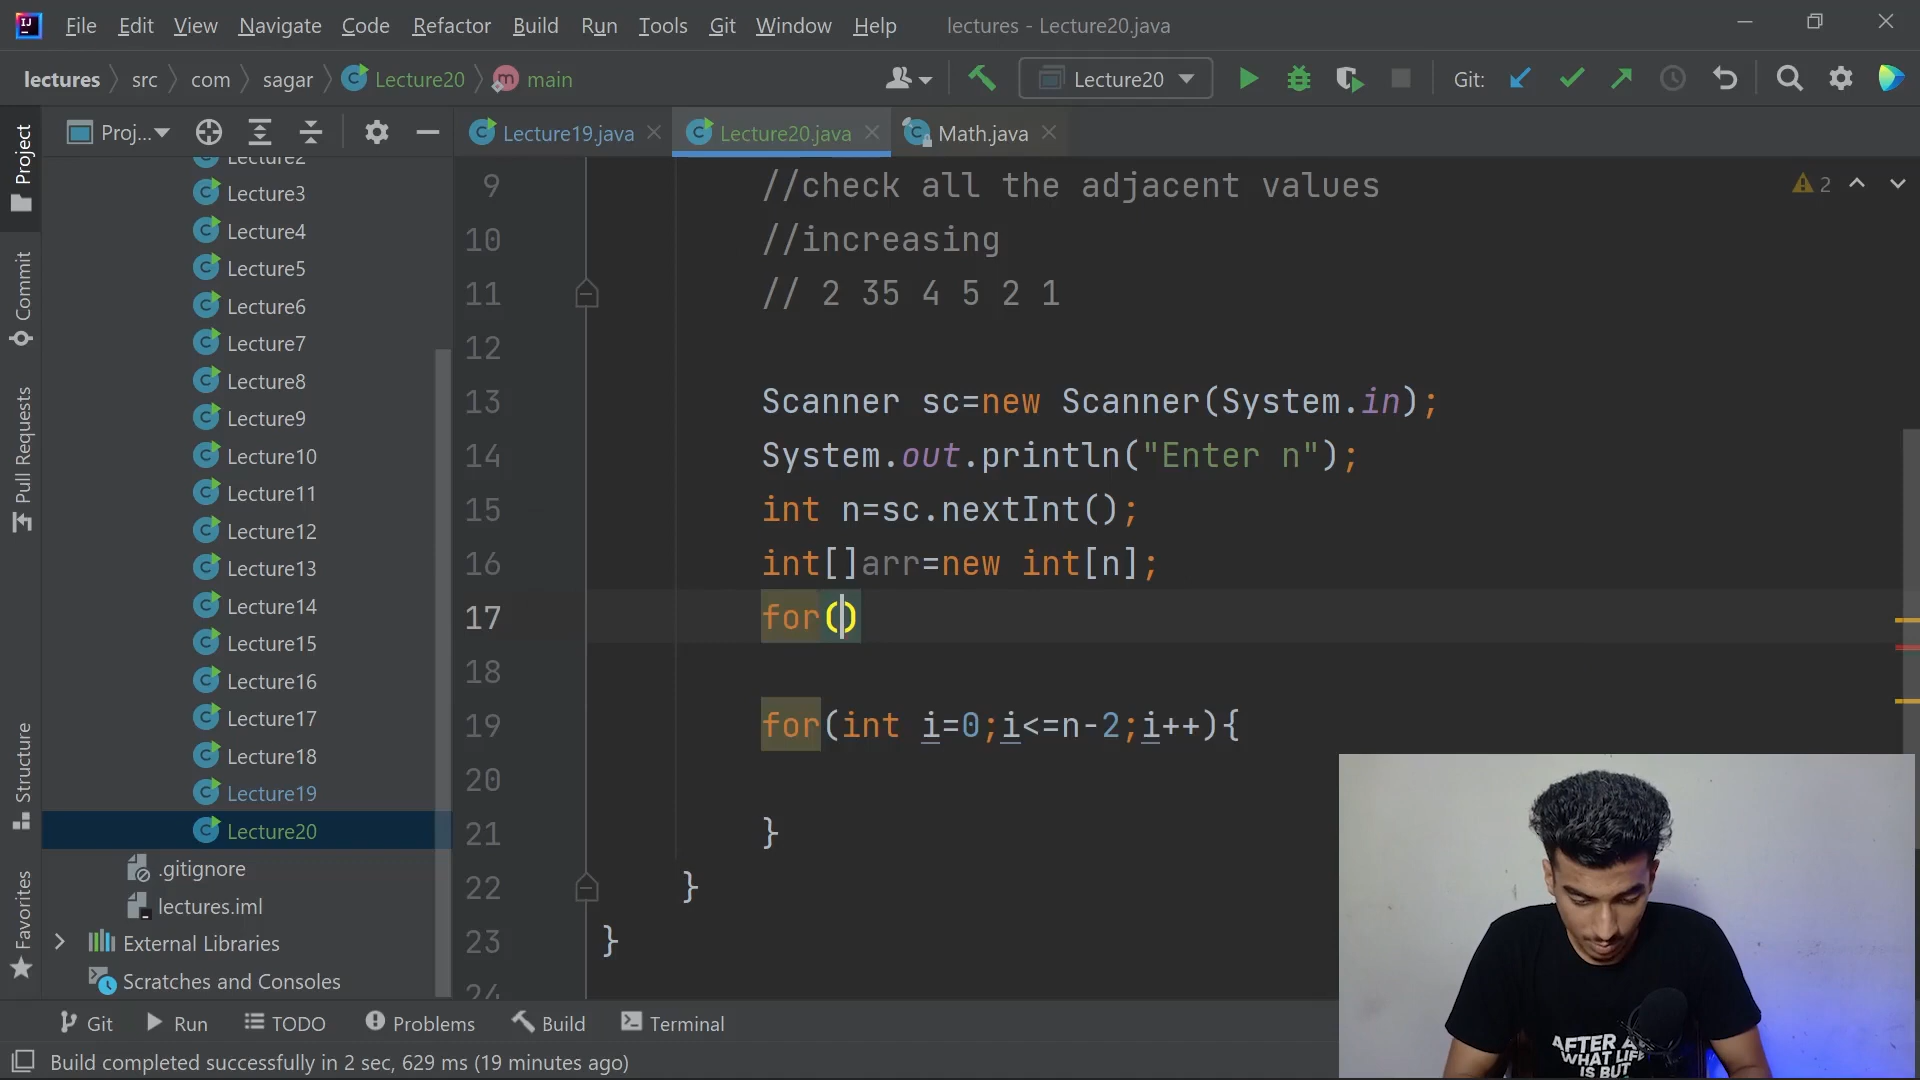 File Edit View Navigate Code Refactor Build Run Tools Git Window Help lectures - Lecture20.java
lectures src com sagar Lecture20 main Lecture20 Git:
Proj... Lecture19.java Lecture20.java Math.java
Project
Commit
Pull Requests
Structure
Favorites
Lecture2
Lecture3
Lecture4
Lecture5
Lecture6
Lecture7
Lecture8
Lecture9
Lecture10
Lecture11
Lecture12
Lecture13
Lecture14
Lecture15
Lecture16
Lecture17
Lecture18
Lecture19
Lecture20
.gitignore
lectures.iml
External Libraries
Scratches and Consoles
9 //check all the adjacent values
2
10 //increasing
11 // 2 35 4 5 2 1
12
13 Scanner sc=new Scanner(System.in);
14 System.out.println("Enter n");
15 int n=sc.nextInt();
16 int[]arr=new int[n];
17 for()
18
19 for(int i=0;i<=n-2;i++){
20
21 }
22 }
23 }
24
Git Run TODO Problems Build Terminal
Build completed successfully in 2 sec, 629 ms (19 minutes ago)
WHAT LIFE
IS BUT